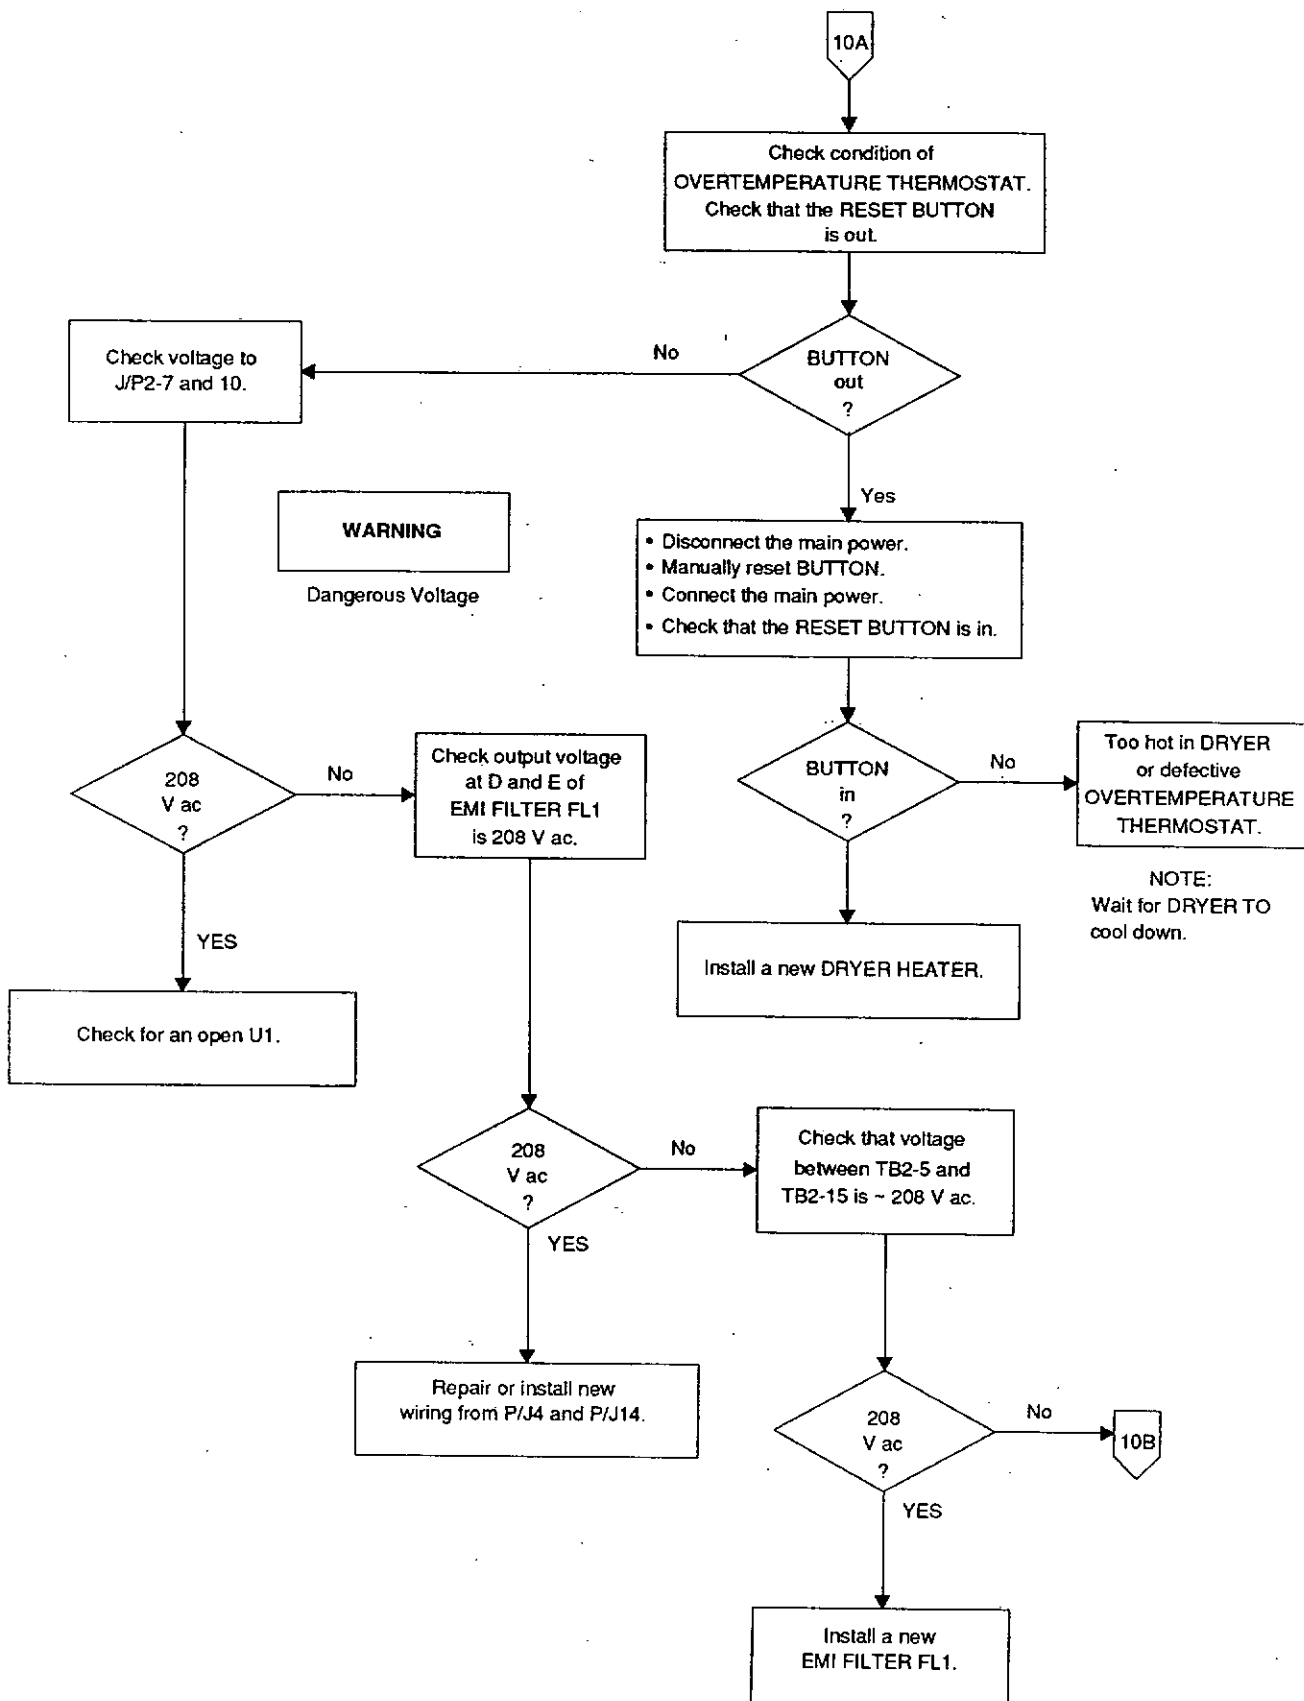 10A
Check condition of
OVERTEMPERATURE THERMOSTAT.
Check that the RESET BUTTON
is out.
BUTTON
out
?
No
Check voltage to
J/P2-7 and 10.
Yes
WARNING
Dangerous Voltage
• Disconnect the main power.
• Manually reset BUTTON.
• Connect the main power.
• Check that the RESET BUTTON is in.
208
V ac
?
No
Check output voltage
at D and E of
EMI FILTER FL1
is 208 V ac.
BUTTON
in
?
No
Too hot in DRYER
or defective
OVERTEMPERATURE
THERMOSTAT.
NOTE:
Wait for DRYER TO
cool down.
YES
Check for an open U1.
Install a new DRYER HEATER.
208
V ac
?
No
Check that voltage
between TB2-5 and
TB2-15 is ~ 208 V ac.
YES
Repair or install new
wiring from P/J4 and P/J14.
208
V ac
?
No
10B
YES
Install a new
EMI FILTER FL1.